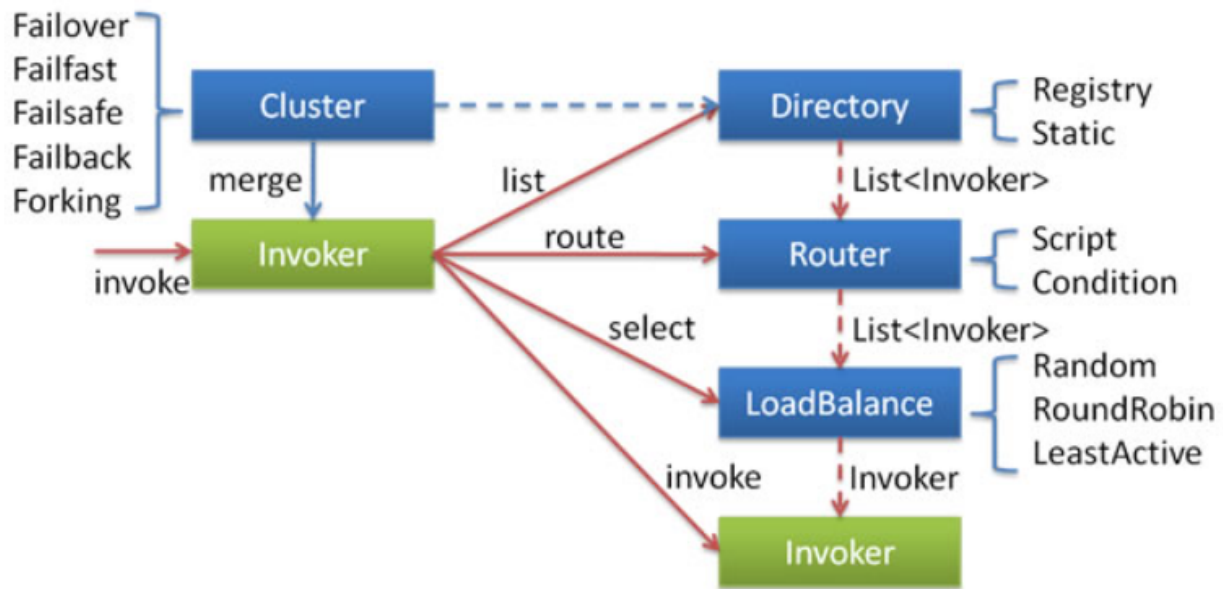 Failover
Failfast
Failsafe
Failback
Forking
Cluster
merge
invoke
Invoker
list
route
select
invoke
Directory
Registry
Static
List<Invoker>
Router
Script
Condition
List<Invoker>
LoadBalance
Random
RoundRobin
LeastActive
Invoker
Invoker